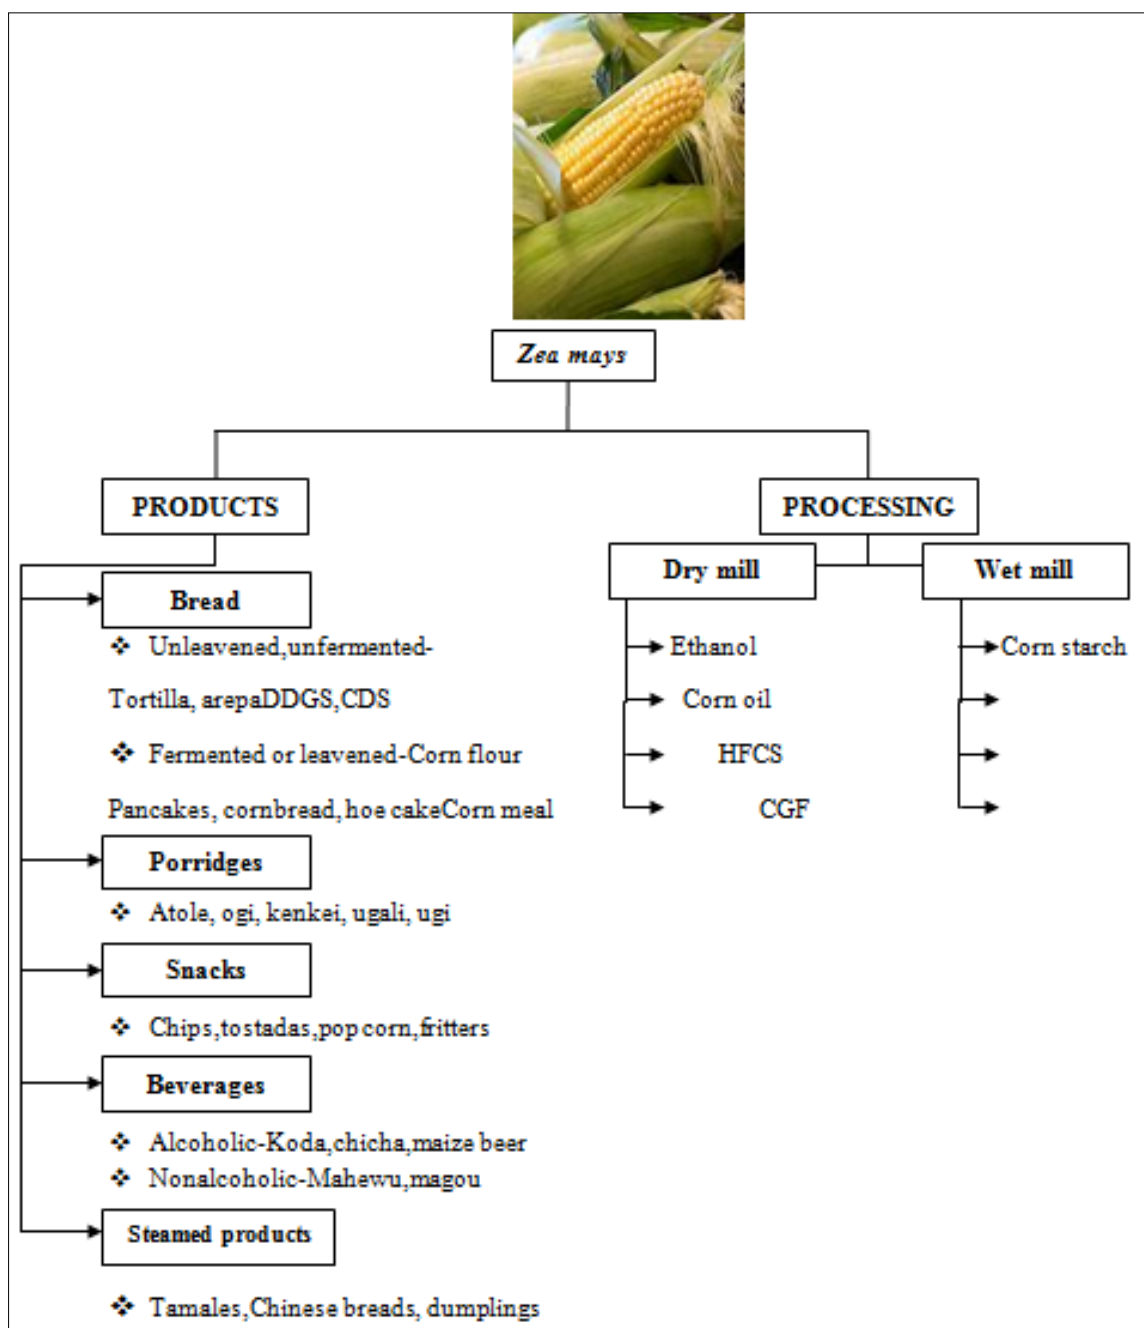 Zea mays
PRODUCTS
PROCESSING
Dry mill
Wet mill
Bread
❖ Unleavened,unfermented-
Tortilla, arepaDDGS,CDS
❖ Fermented or leavened-Corn flour
Pancakes, cornbread, hoe cakeCorn meal
Porridges
❖ Atole, ogi, kenkei, ugali, ugi
Snacks
❖ Chips,tostadas,pop corn,fritters
Beverages
❖ Alcoholic-Koda,chicha,maize beer
❖ Nonalcoholic-Mahewu,magou
Steamed products
❖ Tamales,Chinese breads, dumplings
Ethanol
Corn oil
HFCS
CGF
Corn starch